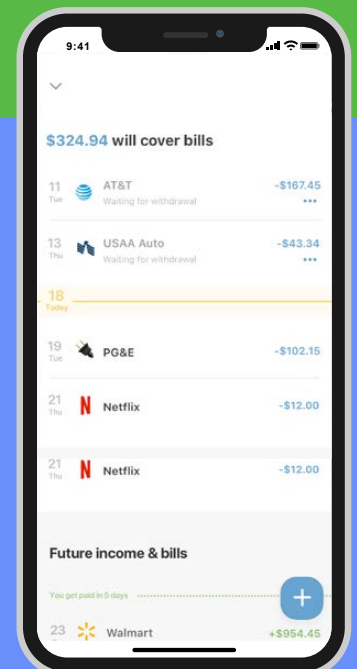 9:41
$324.94 will cover bills
11 AT&T -$167.45
Tue Waiting for withdrawal
13 USAA Auto -$43.34
Thu Waiting for withdrawal
18
Today
19 PG&E -$102.15
Tue
21 N Netflix -$12.00
Thu
21 N Netflix -$12.00
Thu
Future income & bills
You get paid in 5 days
23 Walmart +$954.45